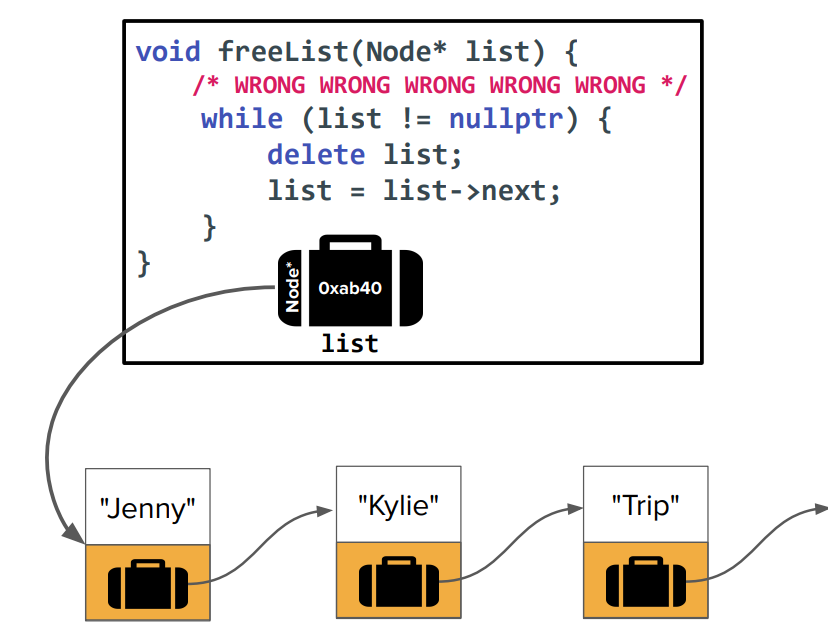 void freeList(Node* list) {
/* WRONG WRONG WRONG WRONG WRONG */
while (list != nullptr) {
delete list;
list = list->next;
}
}
Node*
0xab40
list
"Jenny"
"Kylie"
"Trip"